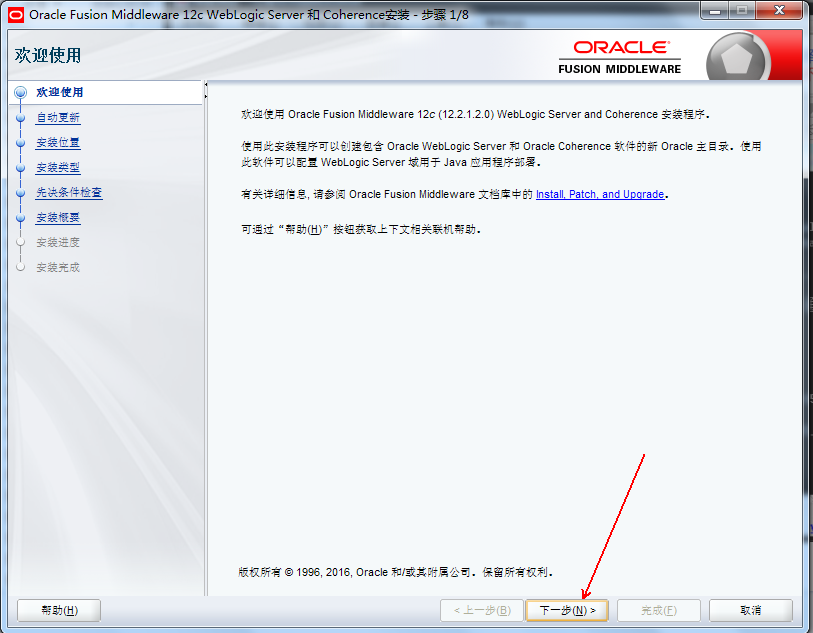 Oracle Fusion Middleware 12c WebLogic Server 和 Coherence安装 - 步骤 1/8
欢迎使用
ORACLE
FUSION MIDDLEWARE
欢迎使用
自动更新
安装位置
安装类型
先决条件检查
安装概要
安装进度
安装完成
欢迎使用 Oracle Fusion Middleware 12c (12.2.1.2.0) WebLogic Server and Coherence 安装程序。
使用此安装程序可以创建包含 Oracle WebLogic Server 和 Oracle Coherence 软件的新 Oracle 主目录。使用
此软件可以配置 WebLogic Server 域用于 Java 应用程序部署。
有关详细信息, 请参阅 Oracle Fusion Middleware 文档库中的 Install, Patch, and Upgrade。
可通过“帮助(H)”按钮获取上下文相关联机帮助。
版权所有 © 1996, 2016, Oracle 和/或其附属公司。保留所有权利。
帮助(H)
< 上一步(B)
下一步(N) >
完成(F)
取消